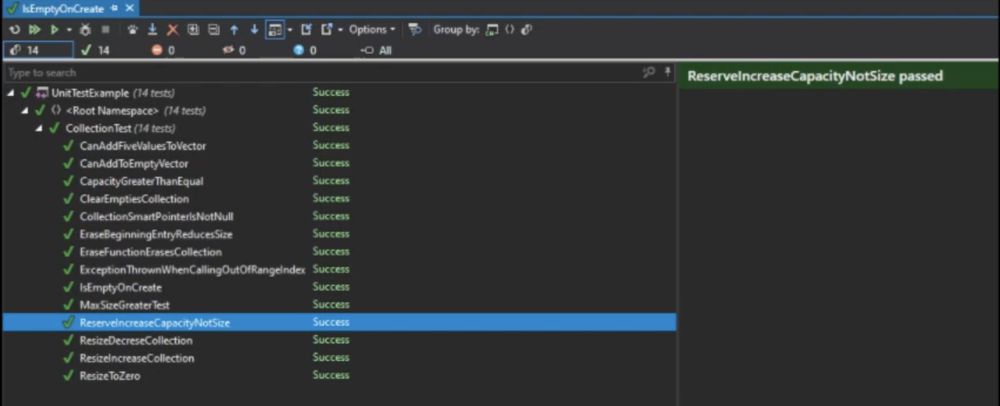 IsEmptyOnCreate
Options Group by:
14 14 0 0 0 All
Type to search
ReserveIncreaseCapacityNotSize passed
UnitTestExample (14 tests) Success
<Root Namespace> (14 tests) Success
CollectionTest (14 tests) Success
CanAddFiveValuesToVector Success
CanAddToEmptyVector Success
CapacityGreaterThanEqual Success
ClearEmptiesCollection Success
CollectionSmartPointerIsNotNull Success
EraseBeginningEntryReducesSize Success
EraseFunctionErasesCollection Success
ExceptionThrownWhenCallingOutOfRangeIndex Success
IsEmptyOnCreate Success
MaxSizeGreaterTest Success
ReserveIncreaseCapacityNotSize Success
ResizeDecreseCollection Success
ResizeIncreaseCollection Success
ResizeToZero Success